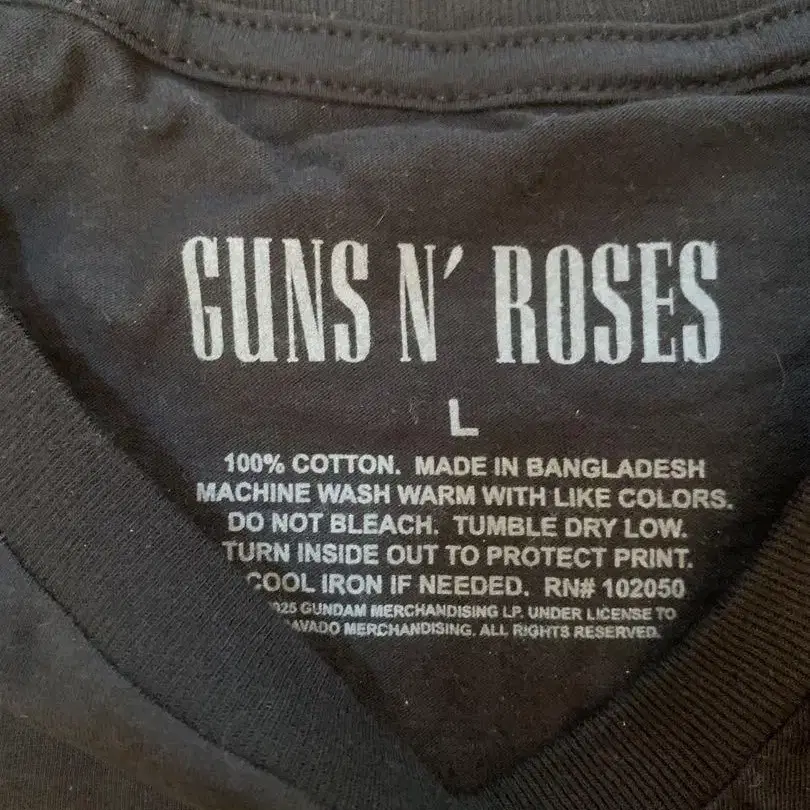 GUNS N' ROSES
L
100% COTTON. MADE IN BANGLADESH
MACHINE WASH WARM WITH LIKE COLORS.
DO NOT BLEACH. TUMBLE DRY LOW.
TURN INSIDE OUT TO PROTECT PRINT.
COOL IRON IF NEEDED. RN# 102050
025 GUNDAM MERCHANDISING LP. UNDER LICENSE TO
AVADO MERCHANDISING. ALL RIGHTS RESERVED.